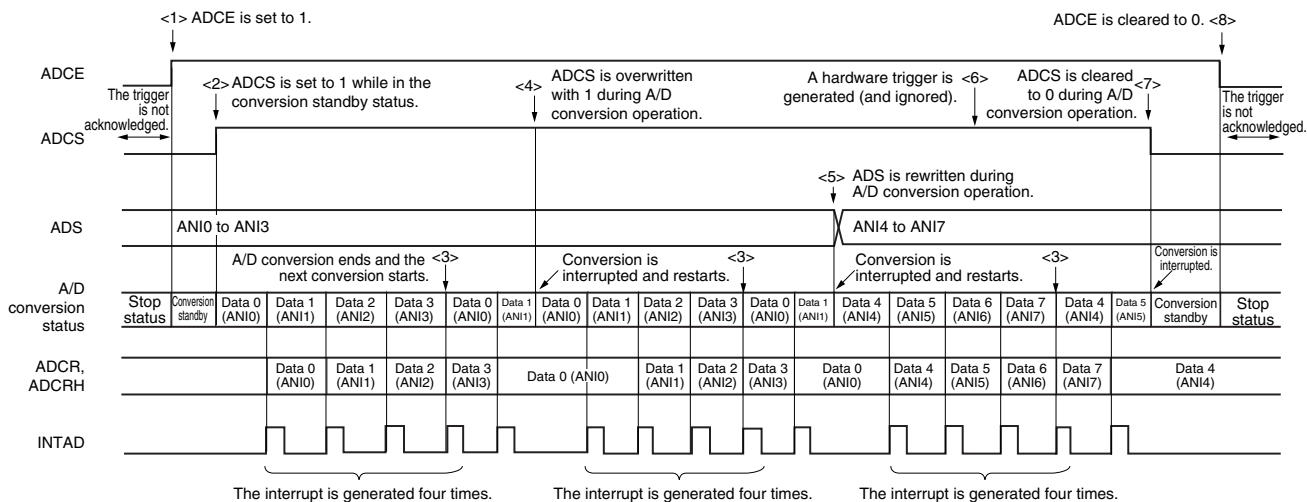 <1> ADCE is set to 1.
ADCE is cleared to 0. <8>
ADCE
The trigger
is not
acknowledged.
<2> ADCS is set to 1 while in the
conversion standby status.
<4> ADCS is overwritten
with 1 during A/D
conversion operation.
A hardware trigger is <6>
generated (and ignored).
ADCS is cleared <7>
to 0 during A/D
conversion operation.
The trigger
is not
acknowledged.
ADCS
<5> ADS is rewritten during
A/D conversion operation.
ADS
ANI0 to ANI3
ANI4 to ANI7
A/D conversion ends and the <3>
next conversion starts.
Conversion is
interrupted and restarts.
<3>
Conversion is
interrupted and restarts.
<3>
Conversion is
interrupted.
A/D
conversion
status
Stop
status
Conversion
standby
Data 0
(ANI0)
Data 1
(ANI1)
Data 2
(ANI2)
Data 3
(ANI3)
Data 0
(ANI0)
Data 1
(ANI1)
Data 0
(ANI0)
Data 1
(ANI1)
Data 2
(ANI2)
Data 3
(ANI3)
Data 0
(ANI0)
Data 1
(ANI1)
Data 4
(ANI4)
Data 5
(ANI5)
Data 6
(ANI6)
Data 7
(ANI7)
Data 4
(ANI4)
Data 5
(ANI5)
Conversion
standby
Stop
status
ADCR,
ADCRH
Data 0
(ANI0)
Data 1
(ANI1)
Data 2
(ANI2)
Data 3
(ANI3)
Data 0 (ANI0)
Data 1
(ANI1)
Data 2
(ANI2)
Data 3
(ANI3)
Data 0
(ANI0)
Data 4
(ANI4)
Data 5
(ANI5)
Data 6
(ANI6)
Data 7
(ANI7)
Data 4
(ANI4)
INTAD
The interrupt is generated four times.
The interrupt is generated four times.
The interrupt is generated four times.